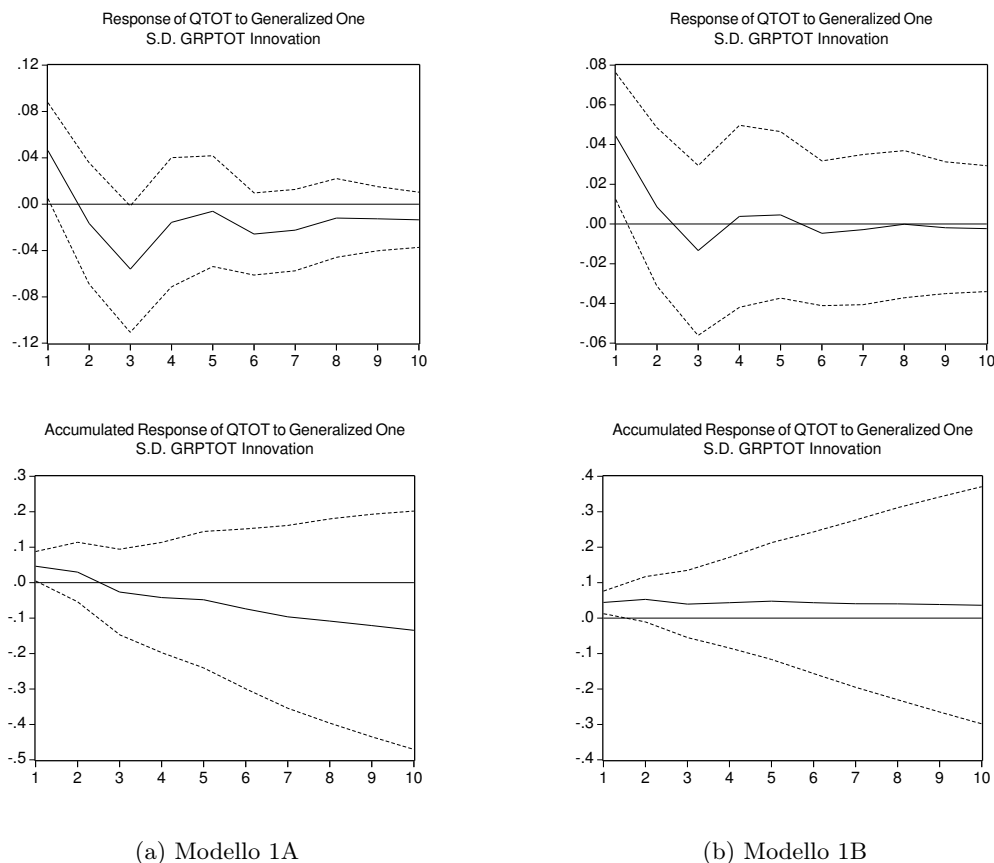 Response of QTOT to Generalized One
S.D. GRPTOT Innovation
.12
.08
.04
.00
-.04
-.08
-.12
1 2 3 4 5 6 7 8 9 10
Response of QTOT to Generalized One
S.D. GRPTOT Innovation
.08
.06
.04
.02
.00
-.02
-.04
-.06
1 2 3 4 5 6 7 8 9 10
Accumulated Response of QTOT to Generalized One
S.D. GRPTOT Innovation
.3
.2
.1
.0
-.1
-.2
-.3
-.4
-.5
1 2 3 4 5 6 7 8 9 10
Accumulated Response of QTOT to Generalized One
S.D. GRPTOT Innovation
.4
.3
.2
.1
.0
-.1
-.2
-.3
-.4
1 2 3 4 5 6 7 8 9 10
(a) Modello 1A
(b) Modello 1B